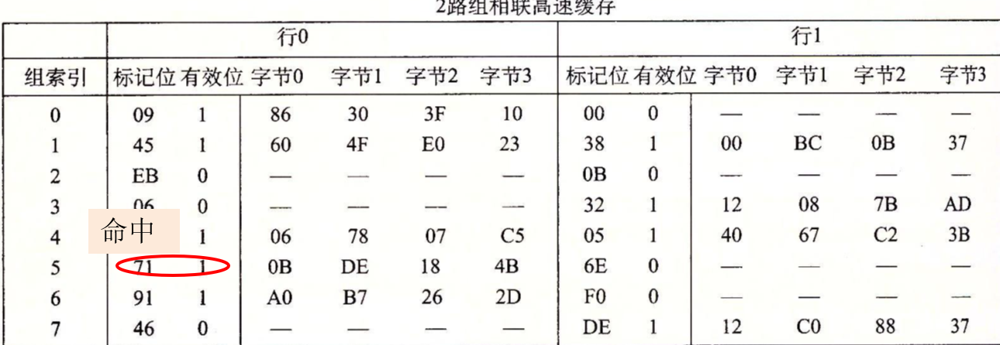 2路组相联高速缓存
行0 行1
组索引 标记位 有效位 字节0 字节1 字节2 字节3 标记位 有效位 字节0 字节1 字节2 字节3
0 09 1 86 30 3F 10 00 0 — — — —
1 45 1 60 4F E0 23 38 1 00 BC 0B 37
2 EB 0 — — — — 0B 0 — — — —
3 06 0 — — — — 32 1 12 08 7B AD
命中
4 1 06 78 07 C5 05 1 40 67 C2 3B
5 71 1 0B DE 18 4B 6E 0 — — — —
6 91 1 A0 B7 26 2D F0 0 — — — —
7 46 0 — — — — DE 1 12 C0 88 37